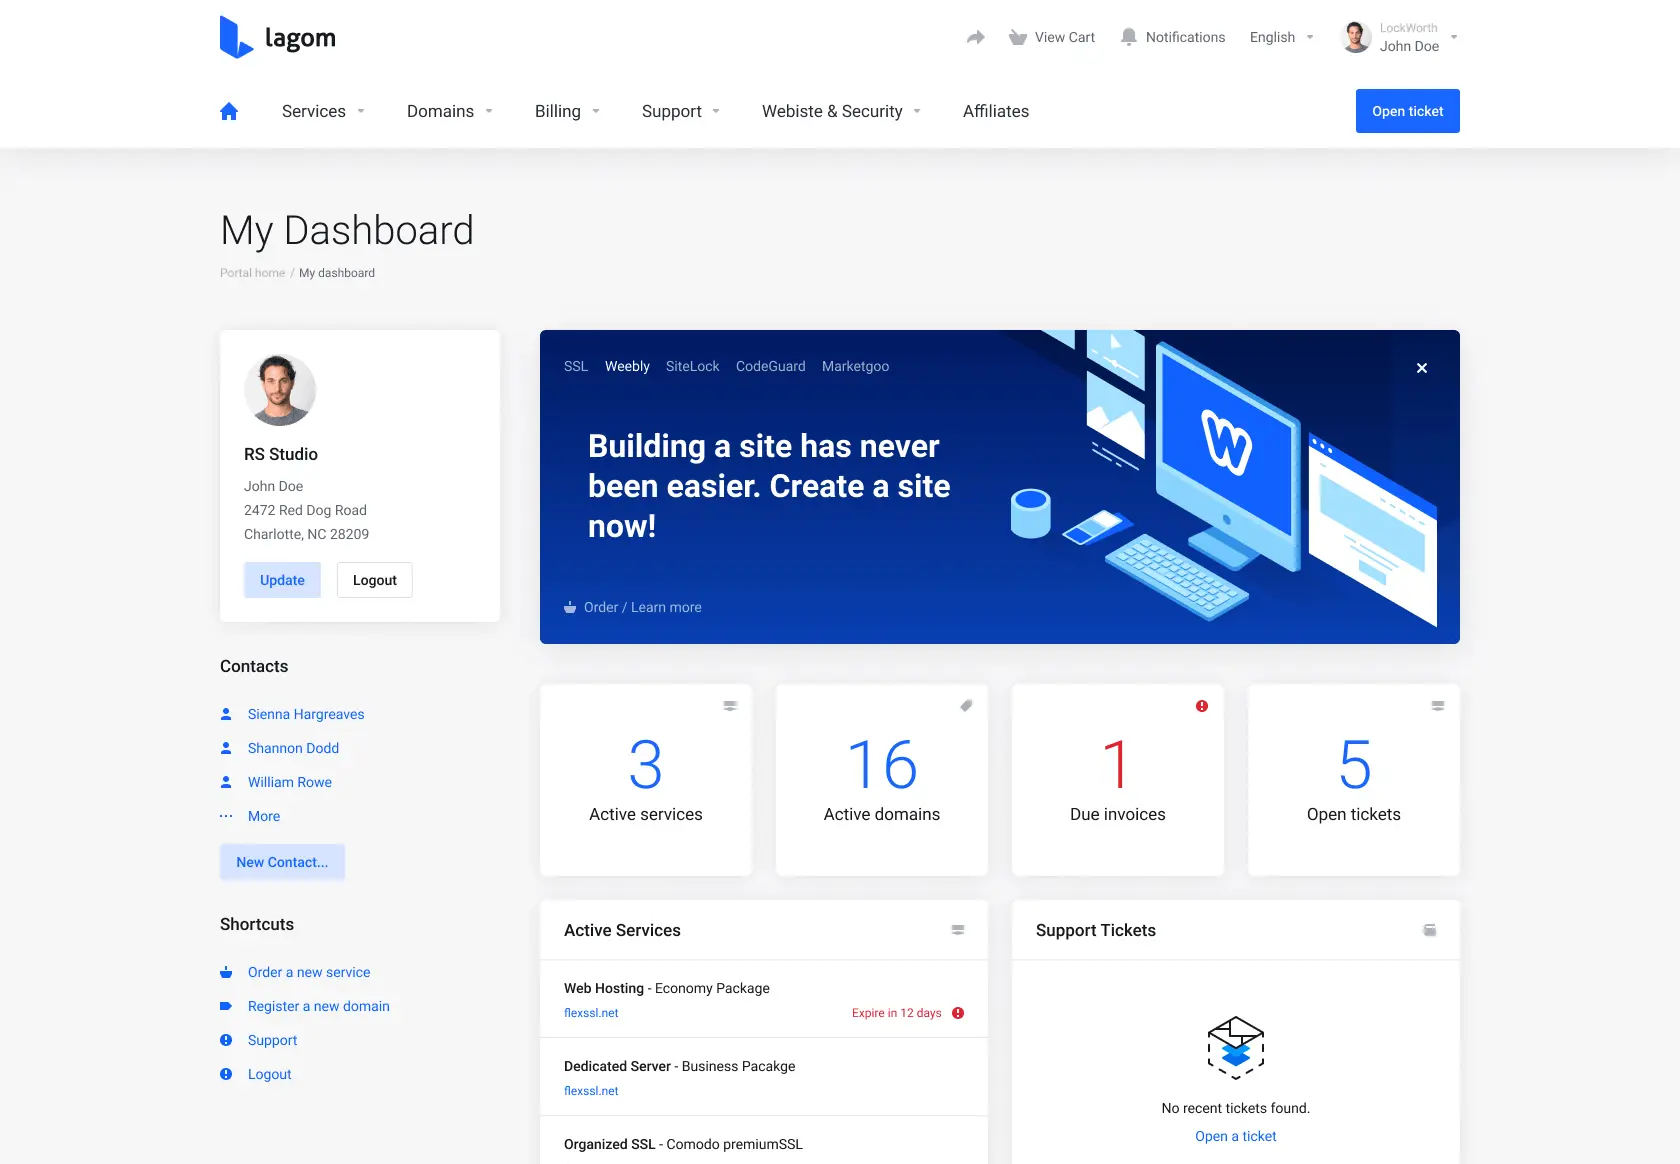 lagom
View Cart
Notifications
English
LockWorth
John Doe
Services
Domains
Billing
Support
Webiste & Security
Affiliates
Open ticket
My Dashboard
Portal home / My dashboard
RS Studio
John Doe
2472 Red Dog Road
Charlotte, NC 28209
Update
Logout
Contacts
Sienna Hargreaves
Shannon Dodd
William Rowe
More
New Contact...
Shortcuts
Order a new service
Register a new domain
Support
Logout
SSL
Weebly
SiteLock
CodeGuard
Marketgoo
Building a site has never
been easier. Create a site
now!
Order / Learn more
3
Active services
16
Active domains
1
Due invoices
5
Open tickets
Active Services
Web Hosting - Economy Package
flexssl.net
Expire in 12 days
Dedicated Server - Business Pacakge
flexssl.net
Organized SSL - Comodo premiumSSL
Support Tickets
No recent tickets found.
Open a ticket